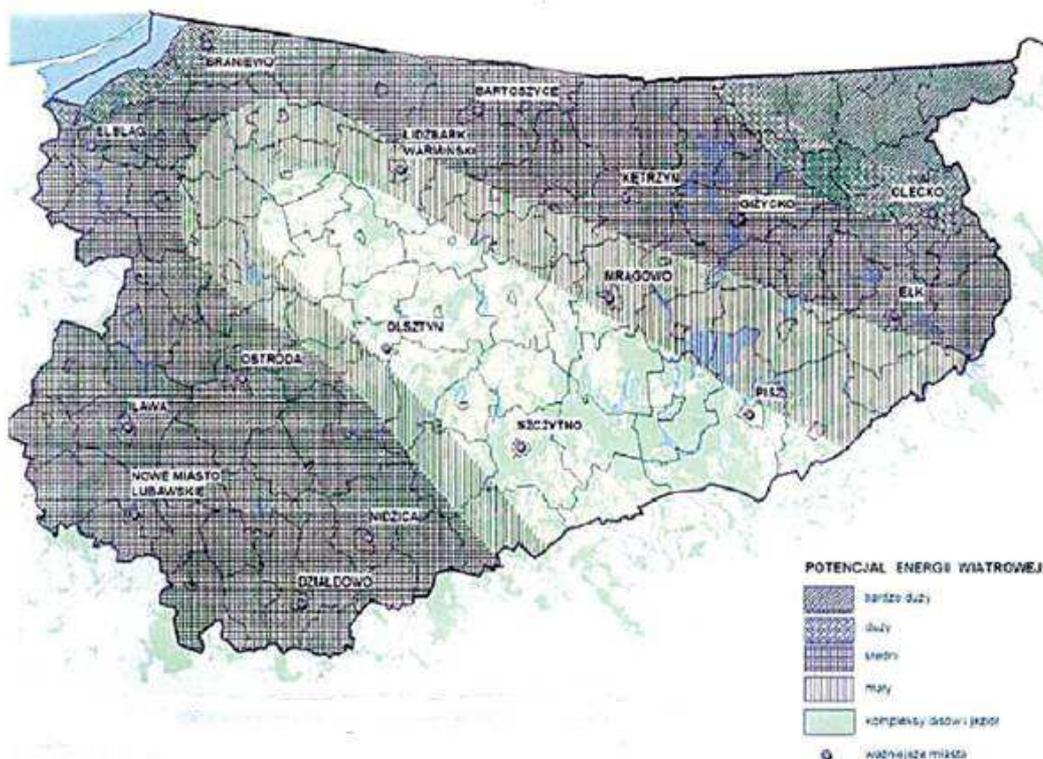 BRANIEWO
BARTOSZYCE
ELBLĄG
LIDZBARK
WARMIŃSKI
KĘTRZYN
GIŻYCKO
OLECKO
MRĄGOWO
EŁK
OLSZTYN
OSTRÓDA
PISZ
IŁAWA
SZCZYTNO
NOWE MIASTO
LUBAWSKIE
NIDZICA
DZIAŁDOWO
POTENCJAŁ ENERGII WIATROWEJ
bardzo duży
duży
średni
mały
kompleksy lasów i jezior
ważniejsze miasta